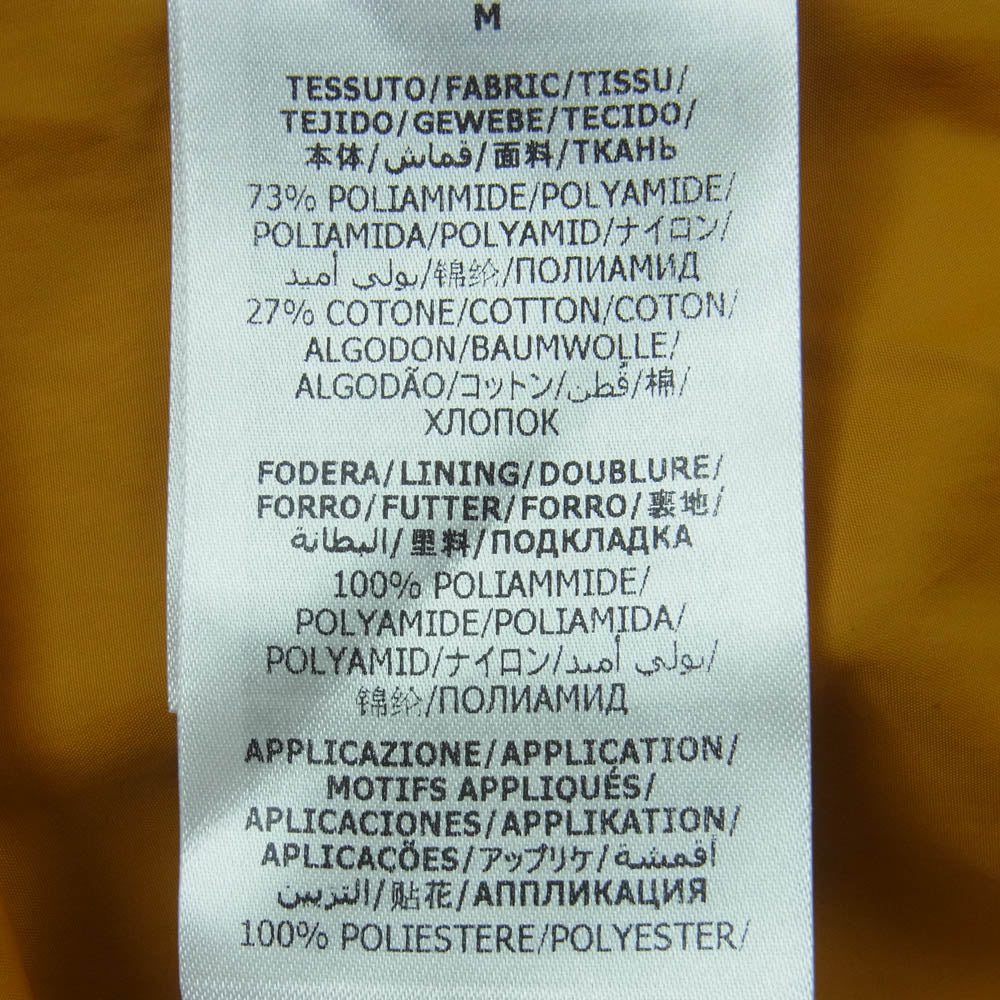 M
TESSUTO/FABRIC/TISSU/
TEJIDO/GEWEBE/TECIDO/
本体/قماش/面料/ТКАНЬ
73% POLIAMMIDE/POLYAMIDE/
POLIAMIDA/POLYAMID/ナイロン/
بولي أميد/锦纶/ПОЛИАМИД
27% COTONE/COTTON/COTON/
ALGODON/BAUMWOLLE/
ALGODÃO/コットン/قُطن/棉/
ХЛОПОК
FODERA/LINING/DOUBLURE/
FORRO/FUTTER/FORRO/裏地/
البطانة/里料/ПОДКЛАДКА
100% POLIAMMIDE/
POLYAMIDE/POLIAMIDA/
POLYAMID/ナイロン/بولي أميد/
锦纶/ПОЛИАМИД
APPLICAZIONE/APPLICATION/
MOTIFS APPLIQUÉS/
APLICACIONES/APPLIKATION/
APLICAÇÕES/アップリケ/أقمشة
التزيين/贴花/АППЛИКАЦИЯ
100% POLIESTERE/POLYESTER/